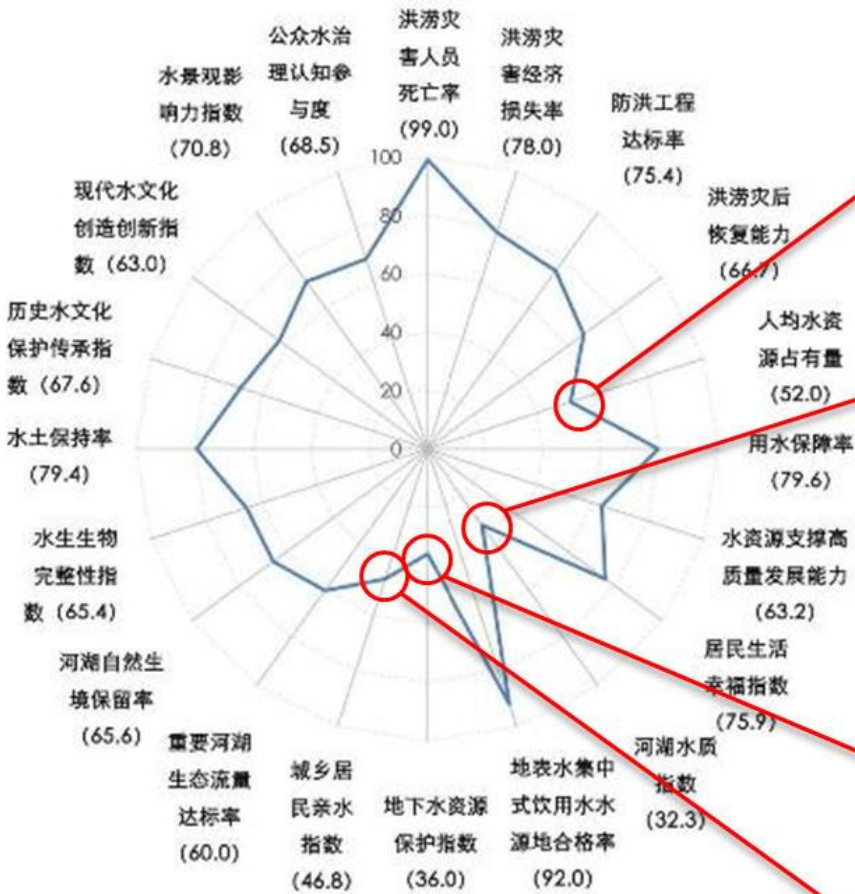 洪涝灾
害人员
死亡率
(99.0)
洪涝灾
害经济
损失率
(78.0)
防洪工程
达标率
(75.4)
洪涝灾后
恢复能力
(66.7)
人均水资
源占有量
(52.0)
用水保障率
(79.6)
水资源支撑高
质量发展能力
(63.2)
居民生活
幸福指数
(75.9)
河湖水质
指数
(32.3)
地表水集中
式饮用水水
源地合格率
(92.0)
地下水资源
保护指数
(36.0)
城乡居
民亲水
指数
(46.8)
重要河湖
生态流量
达标率
(60.0)
河湖自然生
境保留率
(65.6)
水生生物
完整性指
数 (65.4)
水土保持率
(79.4)
历史水文化
保护传承指
数 (67.6)
现代水文化
创造创新指
数 (63.0)
水景观影
响力指数
(70.8)
公众水治
理认知参
与度
(68.5)
100
80
60
40
20
0